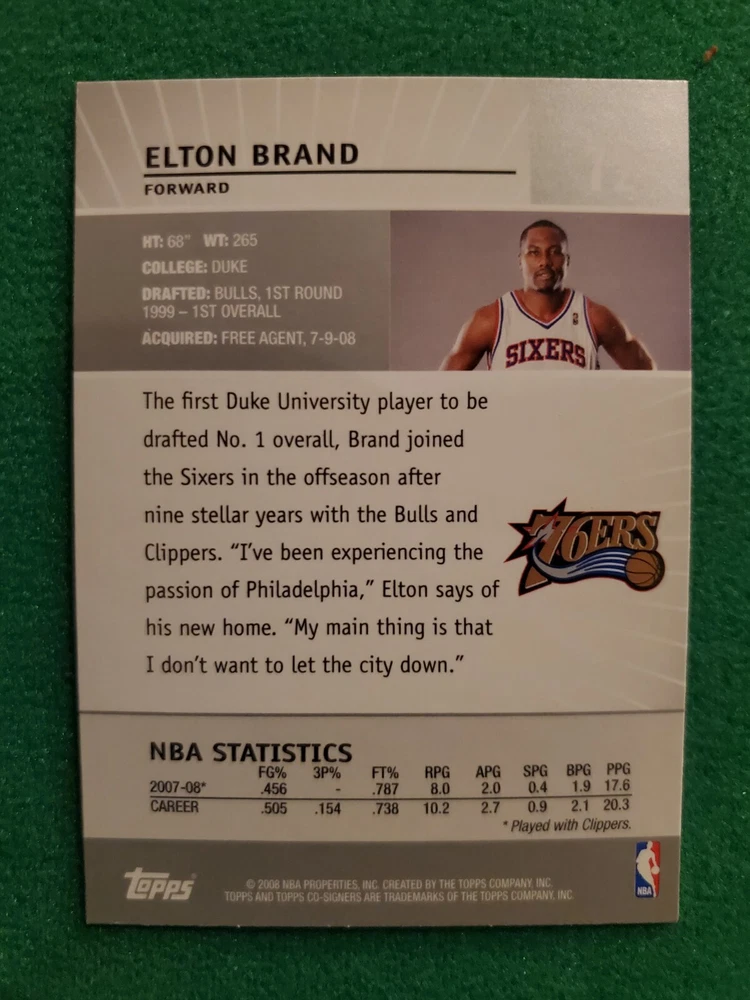 ELTON BRAND
FORWARD
HT: 68" WT: 265
COLLEGE: DUKE
DRAFTED: BULLS, 1ST ROUND
1999 – 1ST OVERALL
ACQUIRED: FREE AGENT, 7-9-08
SIXERS
The first Duke University player to be
drafted No. 1 overall, Brand joined
the Sixers in the offseason after
nine stellar years with the Bulls and
Clippers. “I’ve been experiencing the
passion of Philadelphia,” Elton says of
his new home. “My main thing is that
I don’t want to let the city down.”
76ERS
NBA STATISTICS
FG% 3P% FT% RPG APG SPG BPG PPG
2007-08* .456 - .787 8.0 2.0 0.4 1.9 17.6
CAREER .505 .154 .738 10.2 2.7 0.9 2.1 20.3
* Played with Clippers.
Topps
© 2008 NBA PROPERTIES, INC. CREATED BY THE TOPPS COMPANY, INC.
TOPPS AND TOPPS CO-SIGNERS ARE TRADEMARKS OF THE TOPPS COMPANY, INC.
NBA